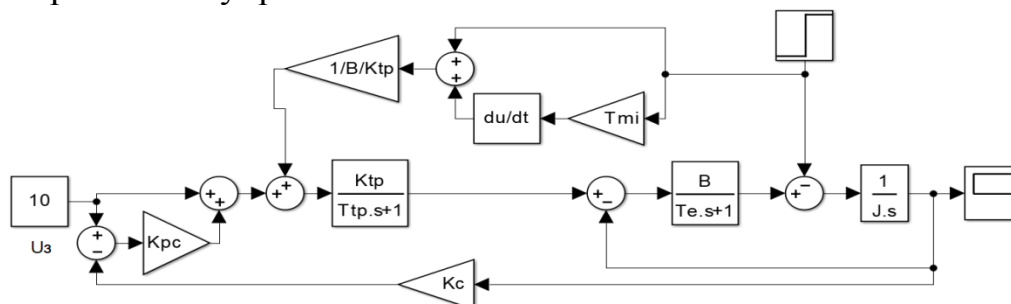 1/B/Ktp
du/dt
Tmi
10
Uз
Kpc
Ktp
Ttp.s+1
B
Te.s+1
1
J.s
Kc